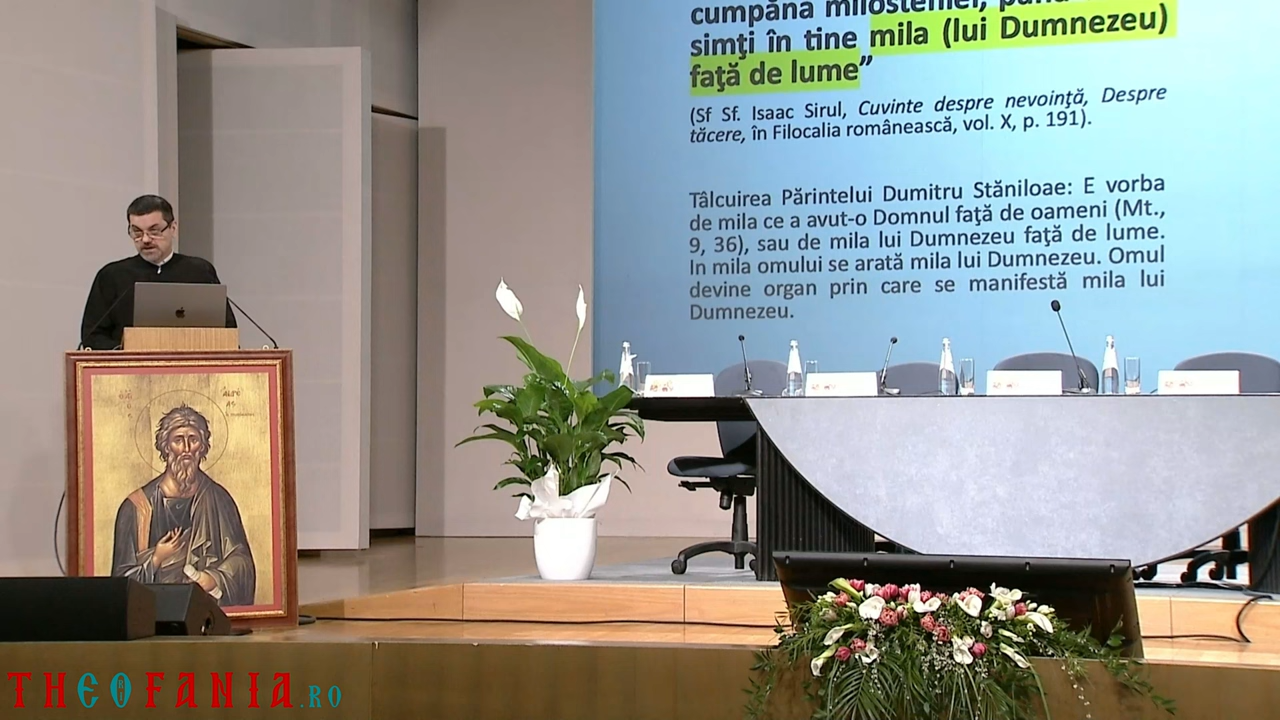 cumpăna milosteniei,
simţi în tine mila (lui Dumnezeu)
faţă de lume”
(Sf Sf. Isaac Sirul, Cuvinte despre nevoinţă, Despre
tăcere, în Filocalia românească, vol. X, p. 191).
Tâlcuirea Părintelui Dumitru Stăniloae: E vorba
de mila ce a avut-o Domnul faţă de oameni (Mt.,
9, 36), sau de mila lui Dumnezeu faţă de lume.
In mila omului se arată mila lui Dumnezeu. Omul
devine organ prin care se manifestă mila lui
Dumnezeu.
THEOFANIA.RO